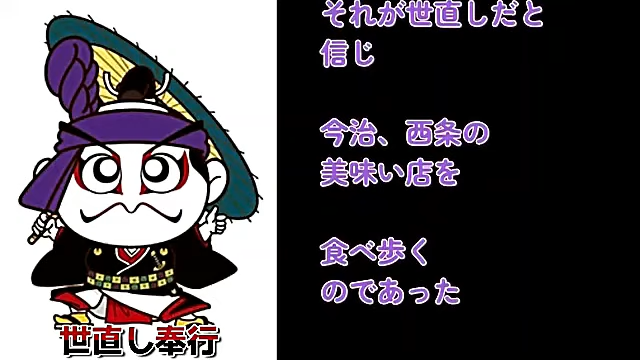 それが世直しだと
信じ
今治、西条の
美味い店を
食べ歩く
のであった
世直し奉行